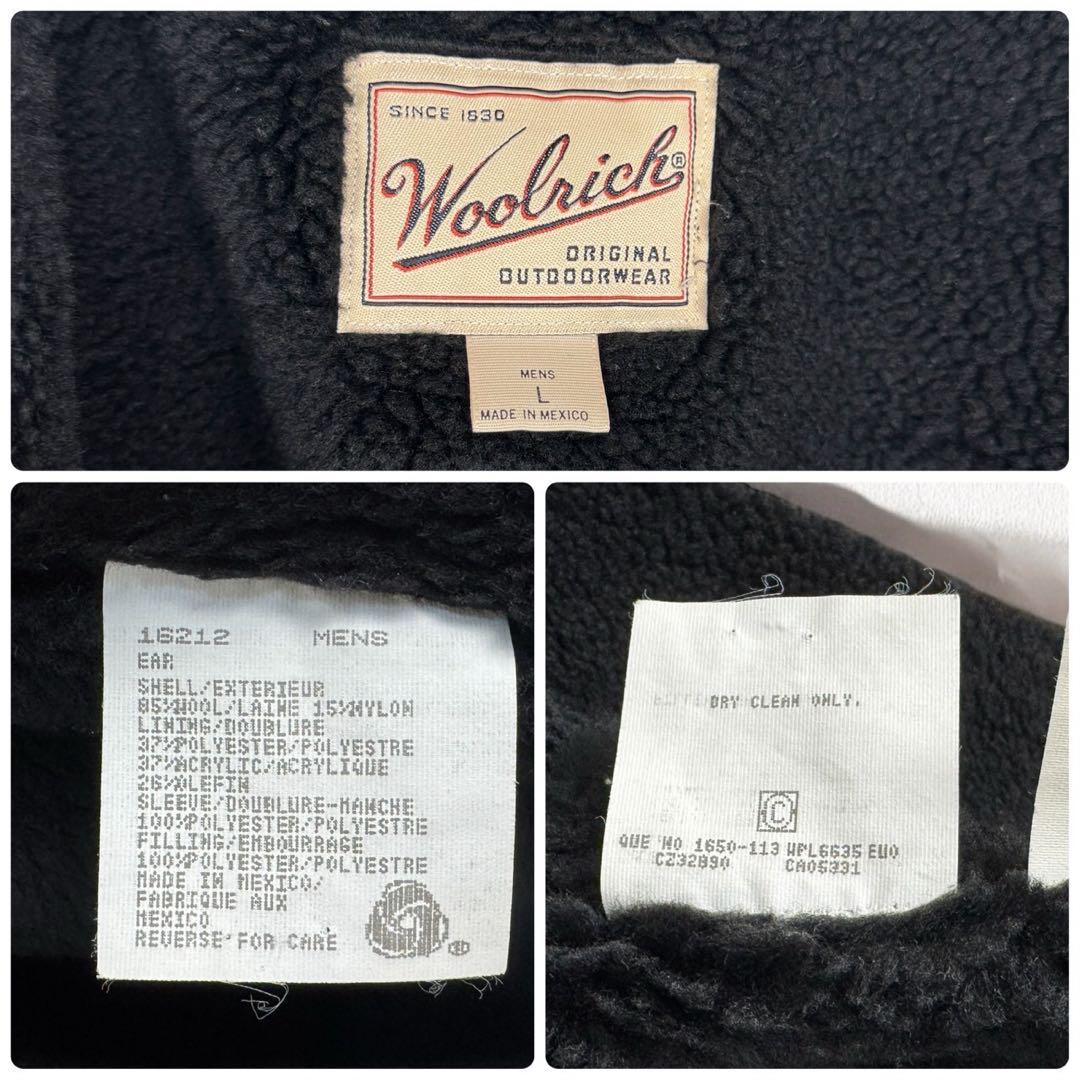 SINCE 1830
Woolrich®
ORIGINAL
OUTDOORWEAR
MENS
L
MADE IN MEXICO
16212 MENS
EAR
SHELL/EXTERIEUR
85%WOOL/LAINE 15%NYLON
LINING/DOUBLURE
37%POLYESTER/POLYESTRE
37%ACRYLIC/ACRYLIQUE
26%OLEFIN
SLEEVE/DOUBLURE-MANCHE
100%POLYESTER/POLYESTRE
FILLING/EMBOURRAGE
100%POLYESTER/POLYESTRE
MADE IN MEXICO/
FABRIQUE AUX
MEXICO
REVERSE FOR CARE
®
DRY CLEAN ONLY.
C
QUE NO 1650-113 WPL6635 EWO
CZ32890 CA05331